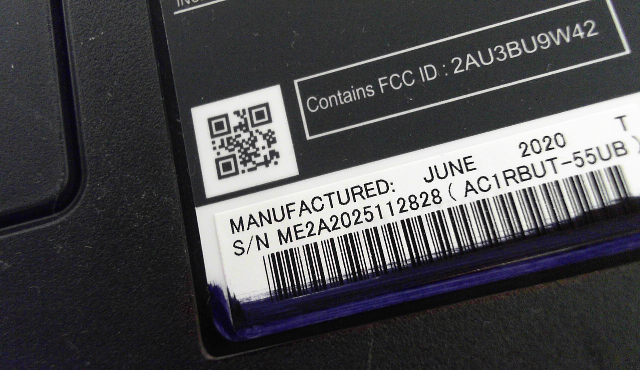 Contains FCC ID : 2AU3BU9W42
MANUFACTURED: JUNE 2020 T
S/N ME2A2025112828 ( AC1RBUT-55UB )